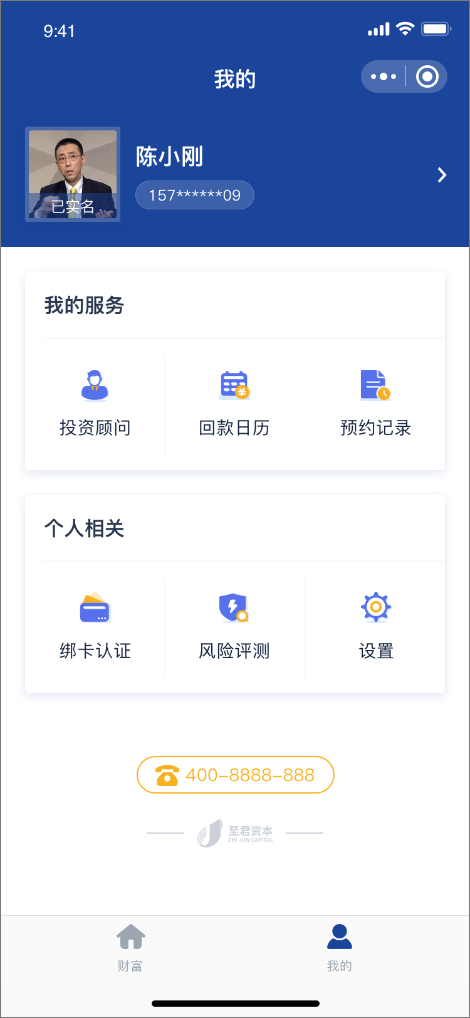 9:41
我的
陈小刚
157******09
已实名
我的服务
投资顾问 回款日历 预约记录
个人相关
绑卡认证 风险评测 设置
400-8888-888
至君资本
ZHIJUN CAPITAL
财富 我的